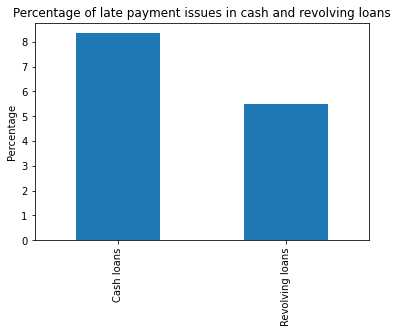 Percentage of late payment issues in cash and revolving loans
Percentage
8
7
6
5
4
3
2
1
0
Cash loans
Revolving loans